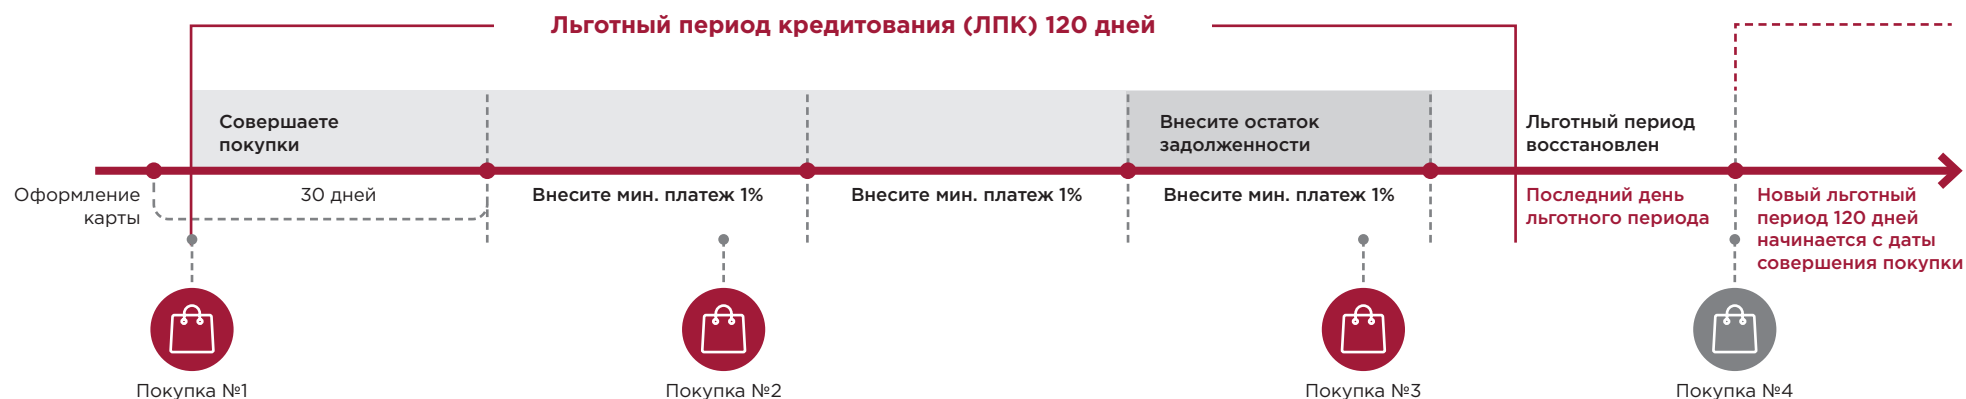 Льготный период кредитования (ЛПК) 120 дней
Совершаете
покупки
Внесите остаток
задолженности
Льготный период
восстановлен
Оформление
карты
30 дней
Внесите мин. платеж 1%
Внесите мин. платеж 1%
Внесите мин. платеж 1%
Последний день
льготного периода
Новый льготный
период 120 дней
начинается с даты
совершения покупки
Покупка №1
Покупка №2
Покупка №3
Покупка №4